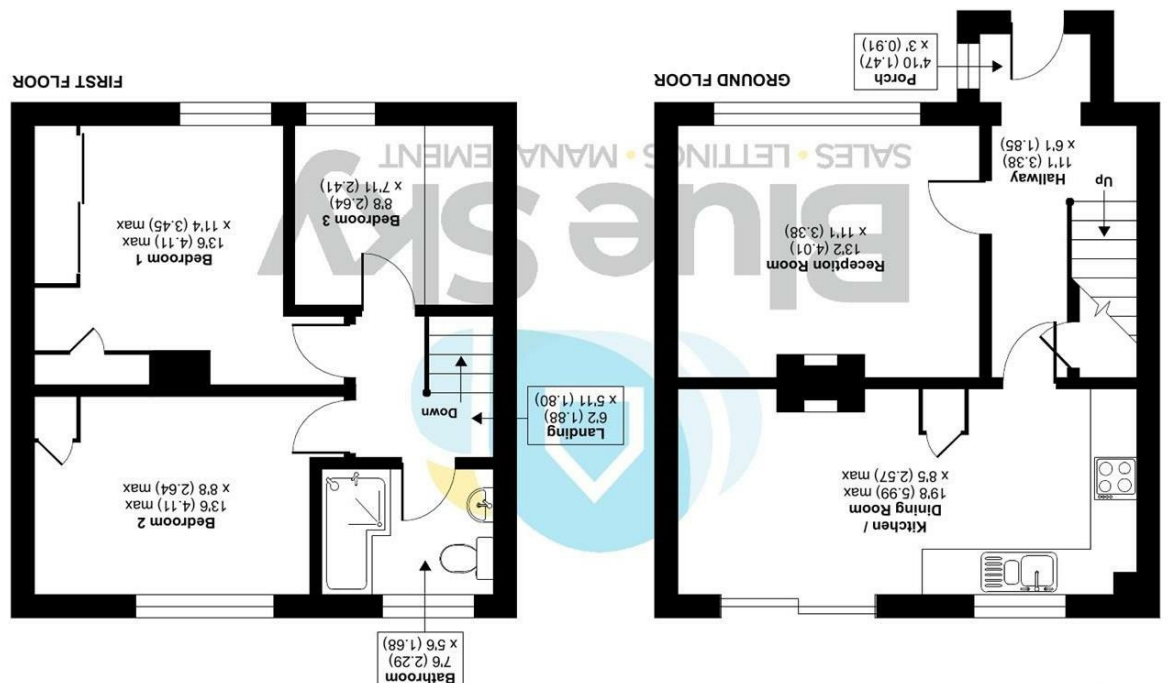 Bathroom
7'6 (2.29)
x 5'6 (1.68)
Bedroom 2
13'6 (4.11) max
x 8'8 (2.64) max
Landing
6'2 (1.88)
x 5'11 (1.80)
Down
Bedroom 3
8'8 (2.64)
x 7'11 (2.41)
Bedroom 1
13'6 (4.11) max
x 11'4 (3.45) max
FIRST FLOOR
Kitchen /
Dining Room
19'8 (5.99) max
x 8'5 (2.57) max
Reception Room
13'2 (4.01)
x 11'1 (3.38)
Up
Hallway
11'1 (3.38)
x 6'1 (1.85)
Porch
4'10 (1.47)
x 3' (0.91)
GROUND FLOOR
Blue Sky
SALES • LETTINGS • MANAGEMENT